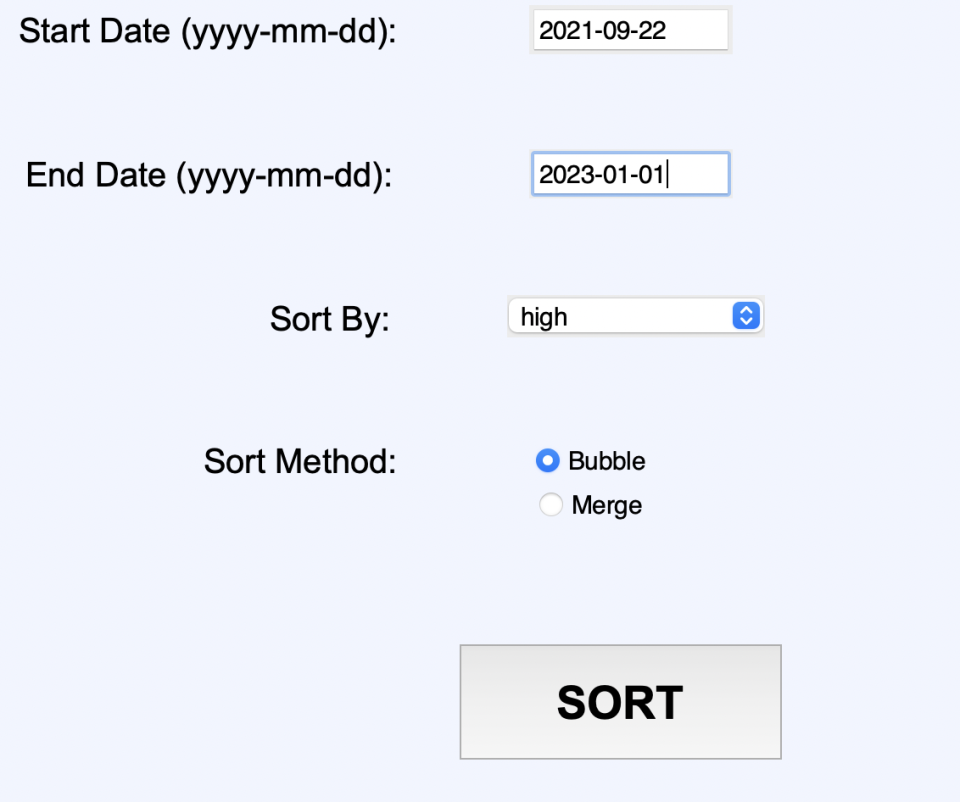 Start Date (yyyy-mm-dd): 2021-09-22
End Date (yyyy-mm-dd): 2023-01-01
Sort By: high
Sort Method: Bubble
Merge
SORT